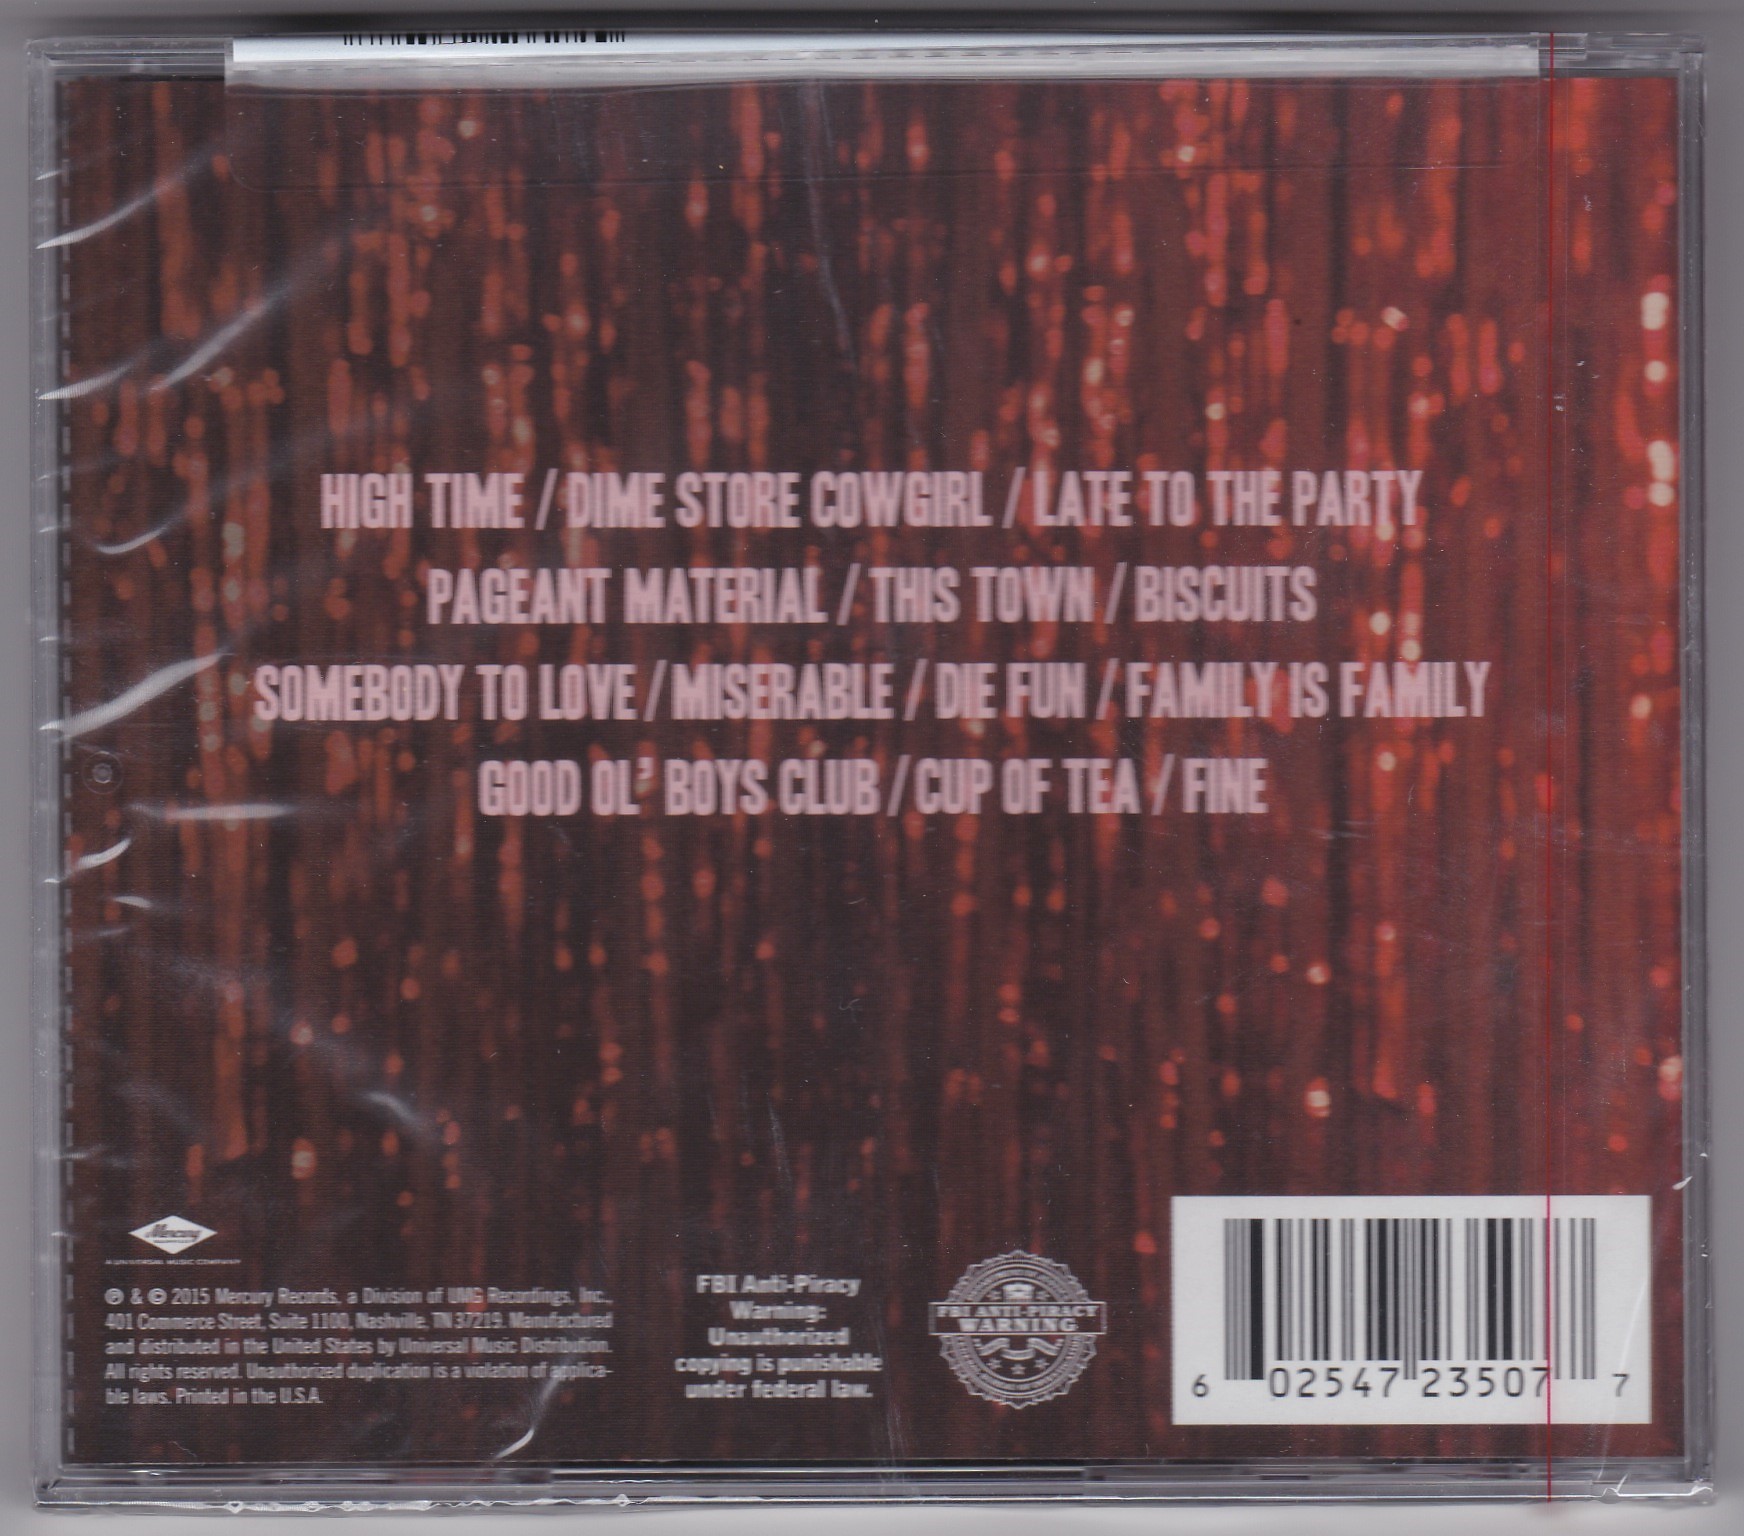 HIGH TIME / DIME STORE COWGIRL / LATE TO THE PARTY
PAGEANT MATERIAL / THIS TOWN / BISCUITS
SOMEBODY TO LOVE / MISERABLE / DIE FUN / FAMILY IS FAMILY
GOOD OL' BOYS CLUB / CUP OF TEA / FINE
Mercury
A UNIVERSAL MUSIC COMPANY
℗ & © 2015 Mercury Records, a Division of UMG Recordings, Inc.,
401 Commerce Street, Suite 1100, Nashville, TN 37219. Manufactured
and distributed in the United States by Universal Music Distribution.
All rights reserved. Unauthorized duplication is a violation of applica-
ble laws. Printed in the U.S.A.
FBI Anti-Piracy
Warning:
Unauthorized
copying is punishable
under federal law.
FBI ANTI-PIRACY
WARNING
6 02547 23507 7